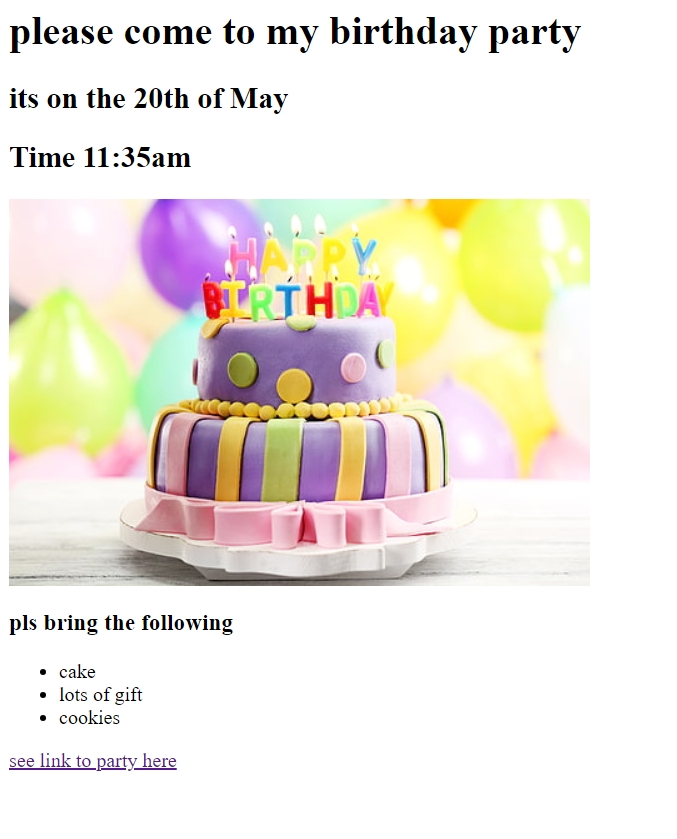 please come to my birthday party
its on the 20th of May
Time 11:35am
HAPPY
BIRTHDAY
pls bring the following
cake
lots of gift
cookies
see link to party here